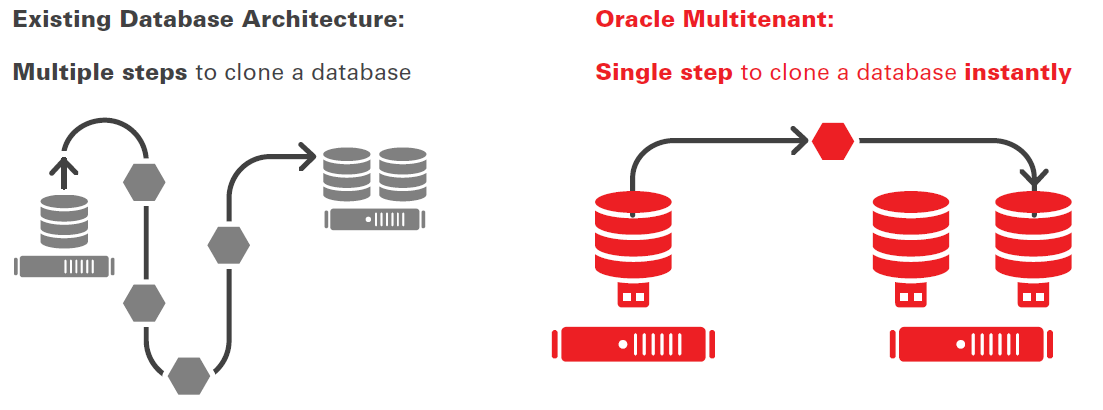 Existing Database Architecture:
Multiple steps to clone a database
Oracle Multitenant:
Single step to clone a database instantly